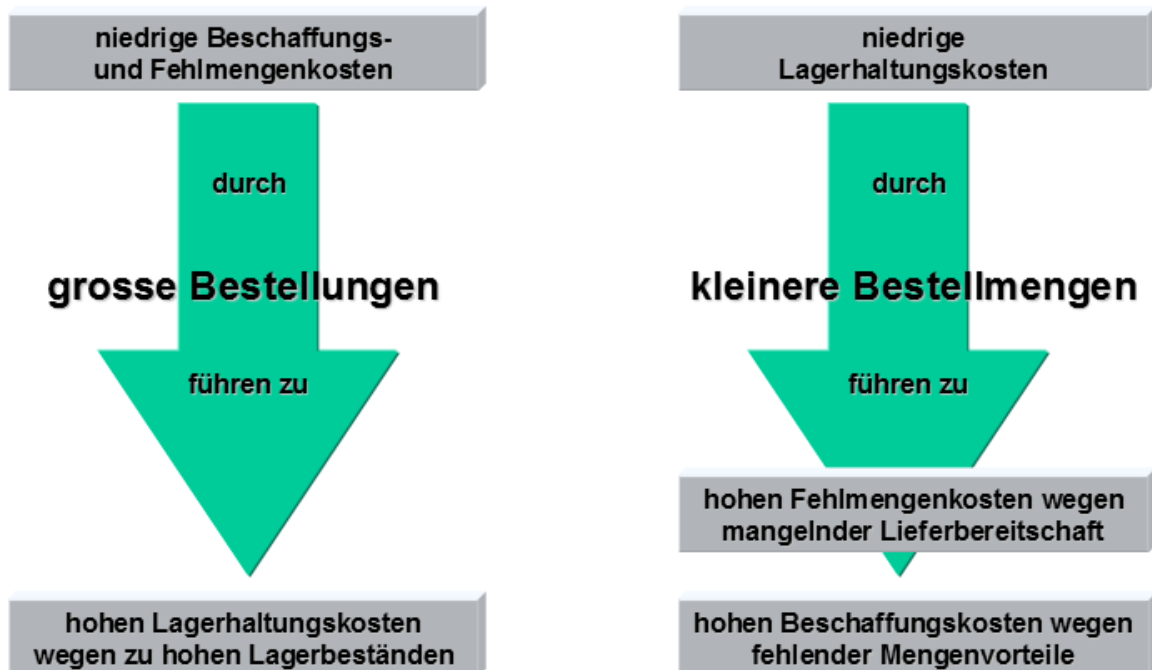 niedrige Beschaffungs-
und Fehlmengenkosten
durch
grosse Bestellungen
führen zu
hohen Lagerhaltungskosten
wegen zu hohen Lagerbeständen
niedrige
Lagerhaltungskosten
durch
kleinere Bestellmengen
führen zu
hohen Fehlmengenkosten wegen
mangelnder Lieferbereitschaft
hohen Beschaffungskosten wegen
fehlender Mengenvorteile